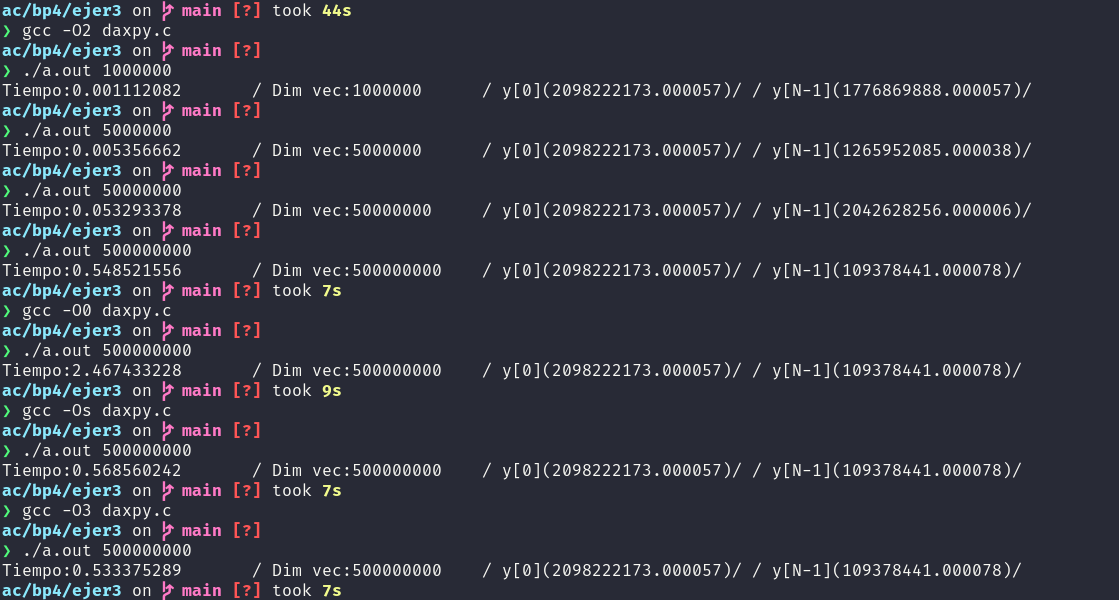 ac/bp4/ejer3 on main [?] took 44s
❯ gcc -O2 daxpy.c
ac/bp4/ejer3 on main [?]
❯ ./a.out 1000000
Tiempo:0.001112082 / Dim vec:1000000 / y[0](2098222173.000057)/ / y[N-1](1776869888.000057)/
ac/bp4/ejer3 on main [?]
❯ ./a.out 5000000
Tiempo:0.005356662 / Dim vec:5000000 / y[0](2098222173.000057)/ / y[N-1](1265952085.000038)/
ac/bp4/ejer3 on main [?]
❯ ./a.out 50000000
Tiempo:0.053293378 / Dim vec:50000000 / y[0](2098222173.000057)/ / y[N-1](2042628256.000006)/
ac/bp4/ejer3 on main [?]
❯ ./a.out 500000000
Tiempo:0.548521556 / Dim vec:500000000 / y[0](2098222173.000057)/ / y[N-1](109378441.000078)/
ac/bp4/ejer3 on main [?] took 7s
❯ gcc -O0 daxpy.c
ac/bp4/ejer3 on main [?]
❯ ./a.out 500000000
Tiempo:2.467433228 / Dim vec:500000000 / y[0](2098222173.000057)/ / y[N-1](109378441.000078)/
ac/bp4/ejer3 on main [?] took 9s
❯ gcc -Os daxpy.c
ac/bp4/ejer3 on main [?]
❯ ./a.out 500000000
Tiempo:0.568560242 / Dim vec:500000000 / y[0](2098222173.000057)/ / y[N-1](109378441.000078)/
ac/bp4/ejer3 on main [?] took 7s
❯ gcc -O3 daxpy.c
ac/bp4/ejer3 on main [?]
❯ ./a.out 500000000
Tiempo:0.533375289 / Dim vec:500000000 / y[0](2098222173.000057)/ / y[N-1](109378441.000078)/
ac/bp4/ejer3 on main [?] took 7s